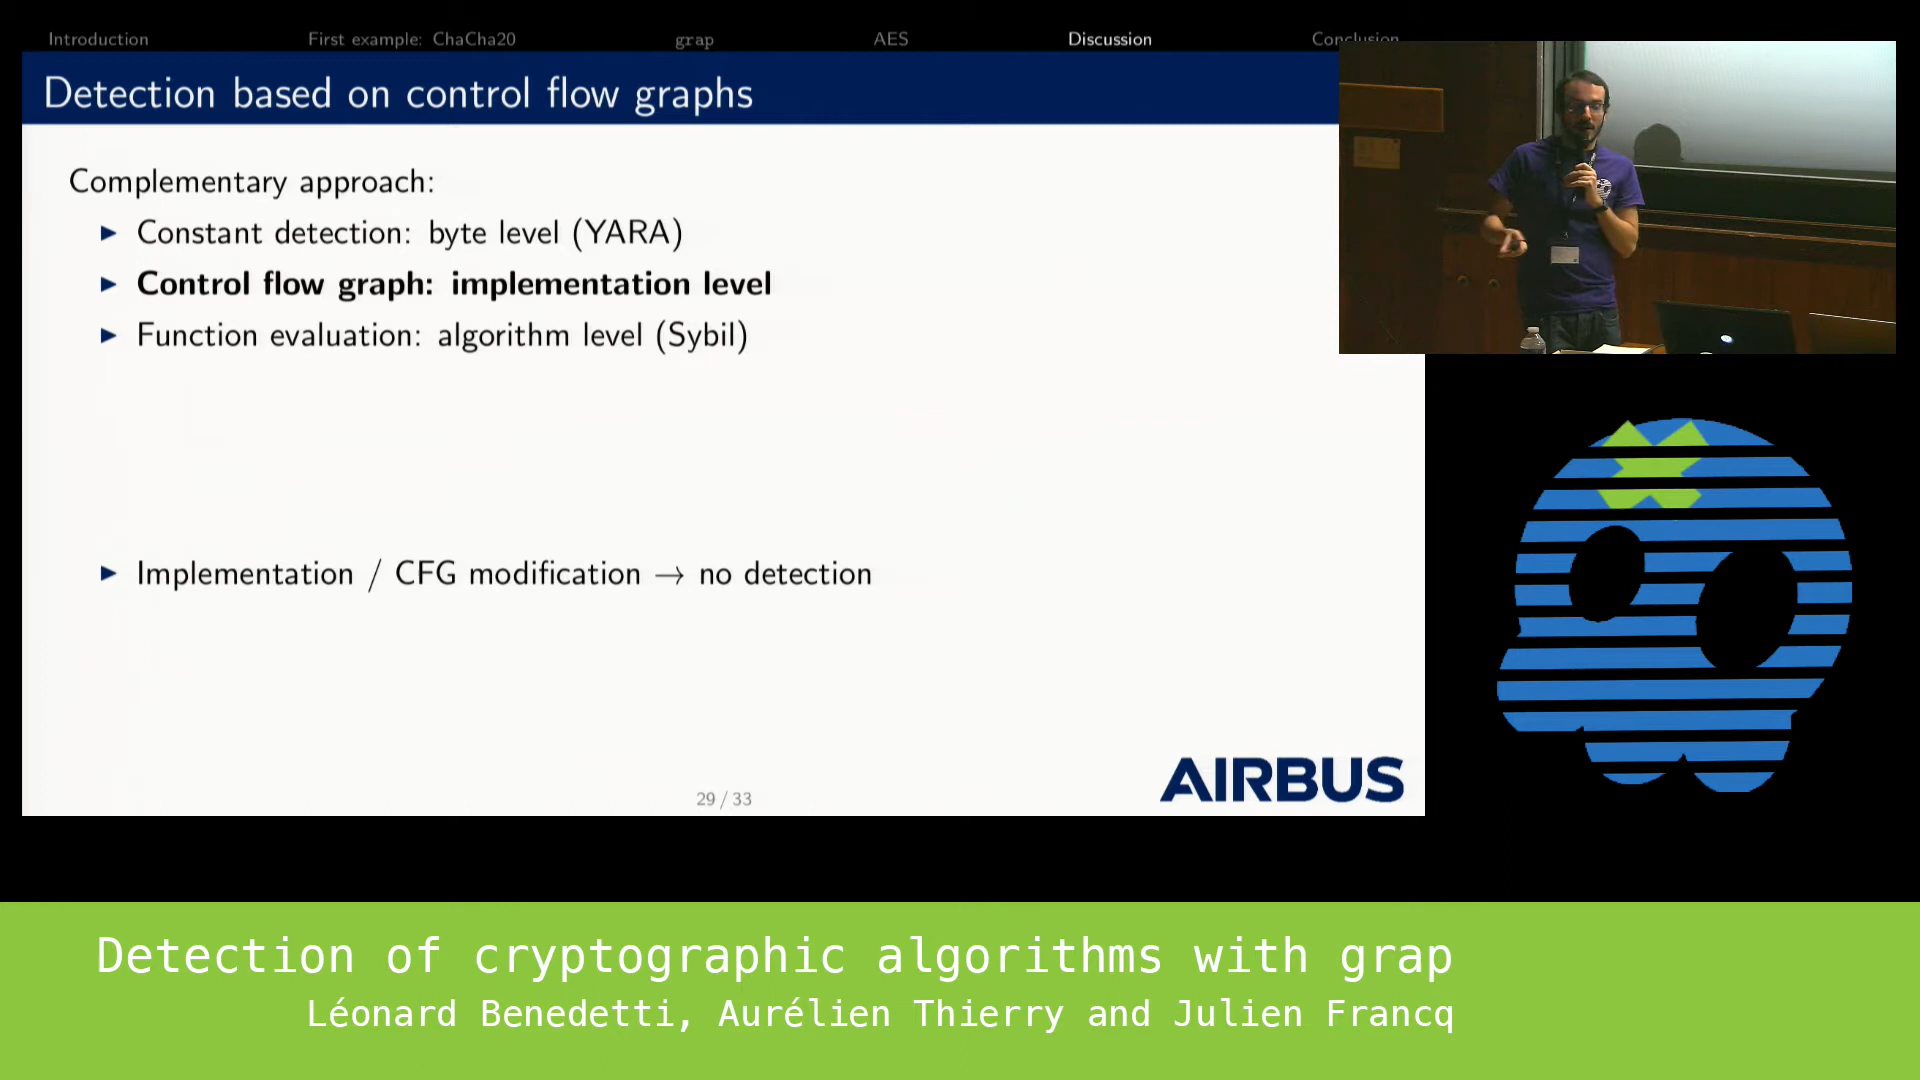 Introduction First example: ChaCha20 grap AES Discussion Conclusion
Detection based on control flow graphs
Complementary approach:
Constant detection: byte level (YARA)
Control flow graph: implementation level
Function evaluation: algorithm level (Sybil)
Implementation / CFG modification → no detection
AIRBUS
29 / 33
Detection of cryptographic algorithms with grap
Léonard Benedetti, Aurélien Thierry and Julien Francq